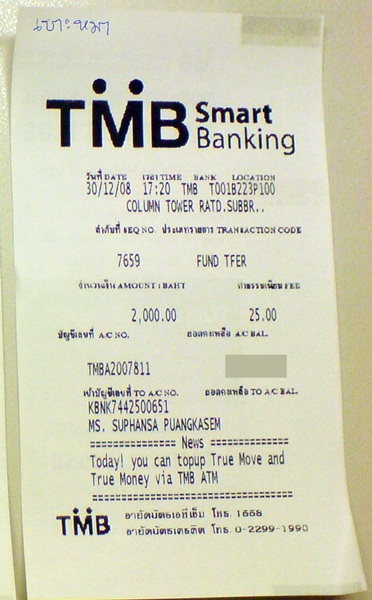 เบาะหมา
TMB Smart Banking
วันที่ DATE เวลา TIME BANK LOCATION
30/12/08 17:20 TMB T001B223P100
COLUMN TOWER RATD.SUBBR..
ลำดับที่ SEQ NO. ประเภทรายการ TRANSACTION CODE
7659 FUND TFER
จำนวนเงิน AMOUNT : BAHT ค่าธรรมเนียม FEE
2,000.00 25.00
บัญชีเลขที่ A/C NO. ยอดคงเหลือ A/C BAL.
TMBA2007811
เข้าบัญชีเลขที่ TO A/C NO. ยอดคงเหลือ TO A/C BAL.
KBNK7442500651
MS. SUPHANSA PUANGKASEM
=============== News ==============
Today! you can topup True Move and
True Money via TMB ATM
==================================
TMB อายัดบัตรเอทีเอ็ม โทร. 1558
อายัดบัตรเครดิต โทร. 0-2299-1990